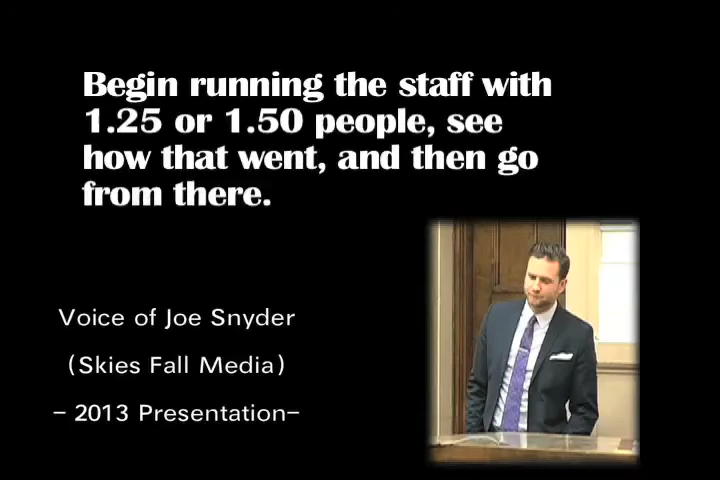 Begin running the staff with
1.25 or 1.50 people, see
how that went, and then go
from there.
Voice of Joe Snyder
(Skies Fall Media)
- 2013 Presentation-